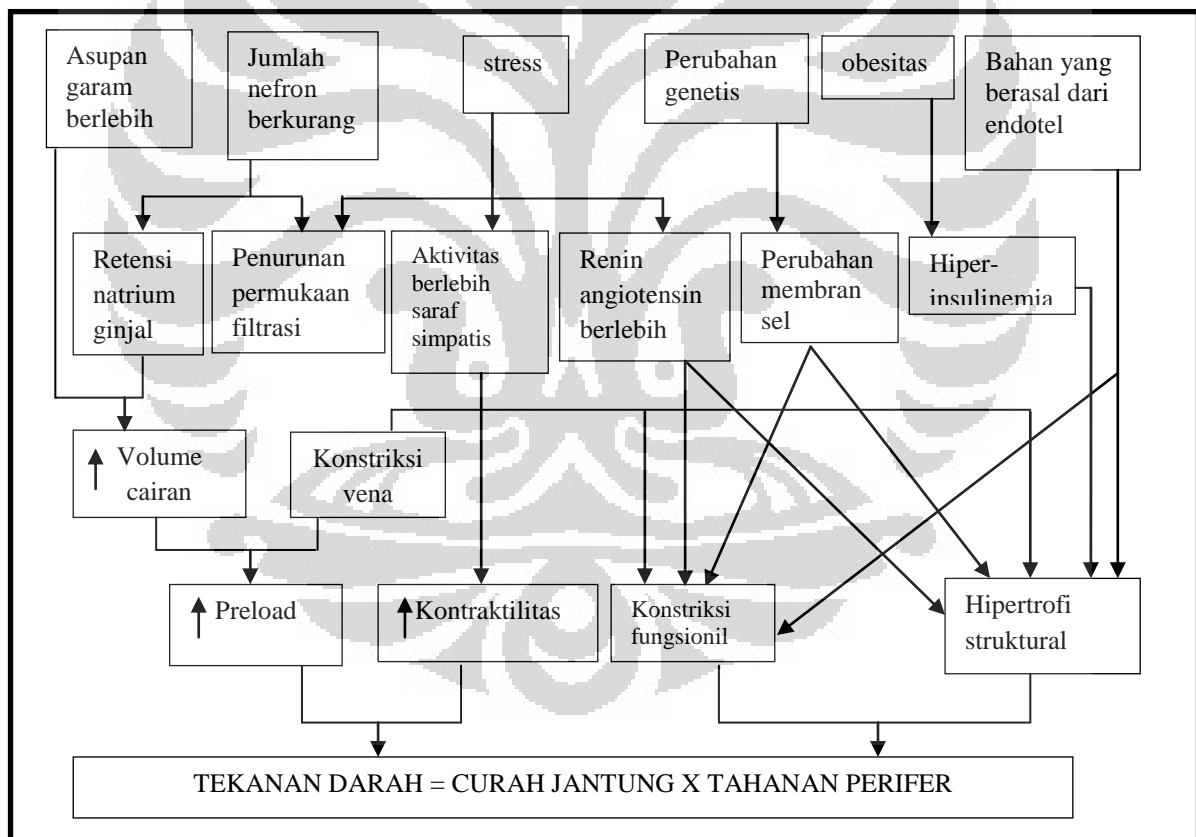 Asupan
garam
berlebih
Jumlah
nefron
berkurang
stress
Perubahan
genetis
obesitas
Bahan yang
berasal dari
endotel
Retensi
natrium
ginjal
Penurunan
permukaan
filtrasi
Aktivitas
berlebih
saraf
simpatis
Renin
angiotensin
berlebih
Perubahan
membran
sel
Hiper-
insulinemia
Volume
cairan
Konstriksi
vena
Preload
Kontraktilitas
Konstriksi
fungsionil
Hipertrofi
struktural
TEKANAN DARAH = CURAH JANTUNG X TAHANAN PERIFER